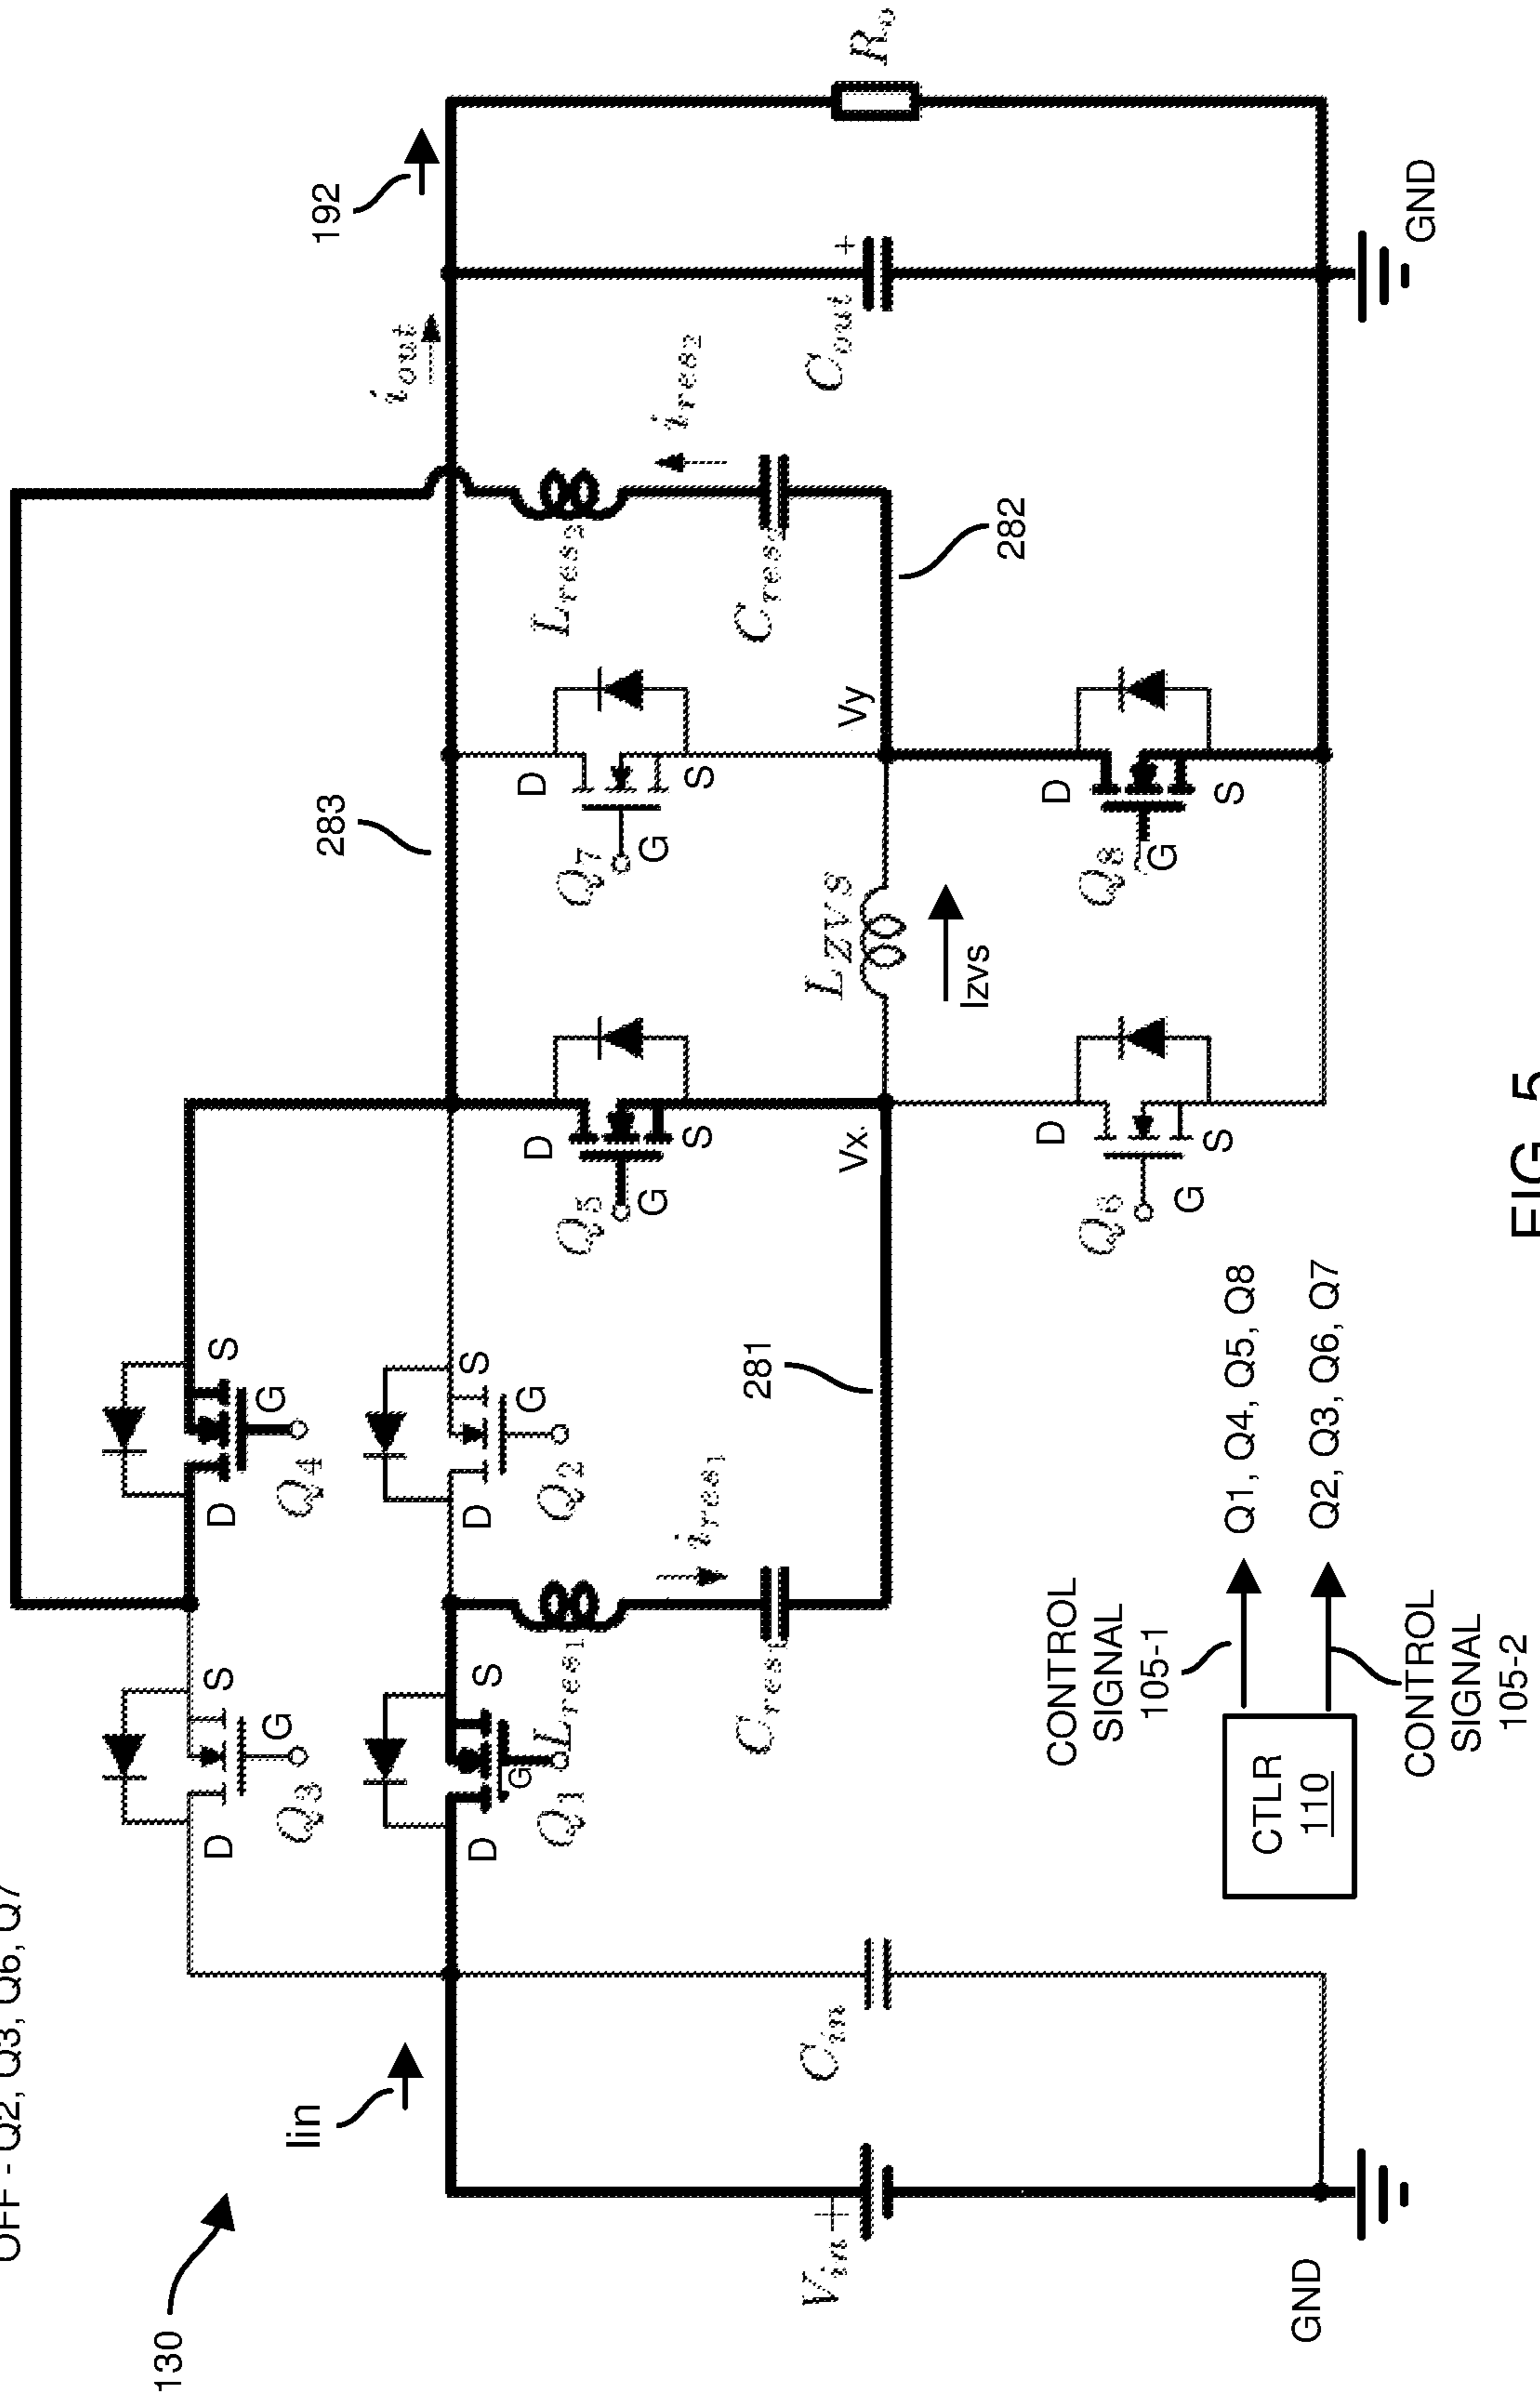 OFF - Q2, Q3, Q6, Q7
130
Iin
192
283
iout
D
S
G
Q3
D
S
G
Q4
D
S
G
Q1
D
S
G
Q2
Lres1
ires1
Cres1
281
D
G
S
Q5
D
G
S
Q7
Lres2
ires2
Cres2
282
Vx
Vy
LZVS
Izvs
Vin
+
Cin
Cout
+
Ro
D
G
S
Q6
D
G
S
Q8
GND
GND
CTLR
110
CONTROL
SIGNAL
105-1
Q1, Q4, Q5, Q8
Q2, Q3, Q6, Q7
CONTROL
SIGNAL
105-2